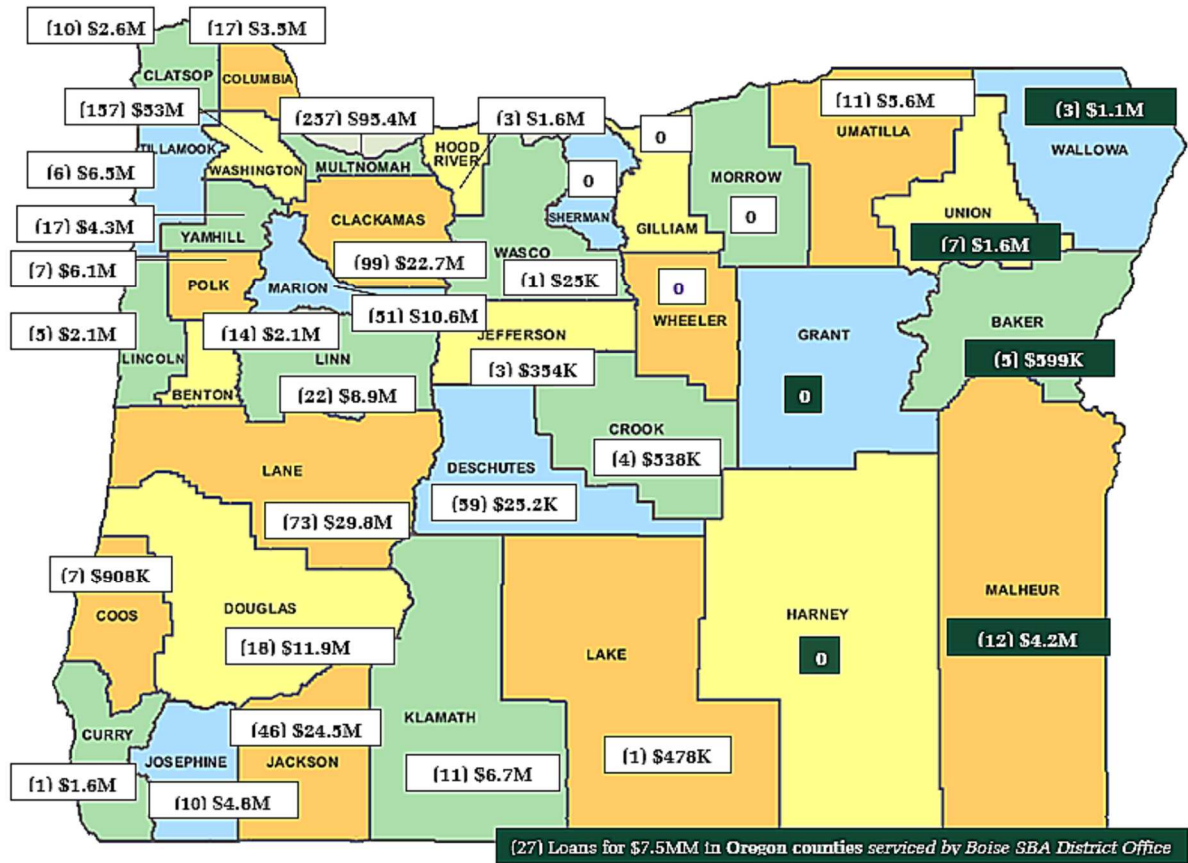 (10) $2.6M
(17) $3.5M
CLATSOP
COLUMBIA
(157) $53M
(257) $95.4M
(3) $1.6M
0
(11) $5.6M
(3) $1.1M
UMATILLA
WALLOWA
TILLAMOOK
WASHINGTON
MULTNOMAH
HOOD
RIVER
MORROW
(6) $6.5M
0
0
UNION
(17) $4.3M
CLACKAMAS
SHERMAN
GILLIAM
YAMHILL
WASCO
(7) $1.6M
(7) $6.1M
(99) $22.7M
(1) $25K
POLK
MARION
0
(51) $10.6M
WHEELER
BAKER
(5) $2.1M
(14) $2.1M
JEFFERSON
GRANT
LINCOLN
LINN
(3) $354K
(5) $599K
BENTON
(22) $8.9M
0
CROOK
LANE
DESCHUTES
(4) $538K
(59) $25.2K
(73) $29.8M
(7) $908K
MALHEUR
COOS
DOUGLAS
HARNEY
(18) $11.9M
LAKE
0
(12) $4.2M
KLAMATH
CURRY
(46) $24.5M
JOSEPHINE
JACKSON
(1) $478K
(1) $1.6M
(11) $6.7M
(10) $4.8M
(27) Loans for $7.5MM in Oregon counties serviced by Boise SBA District Office